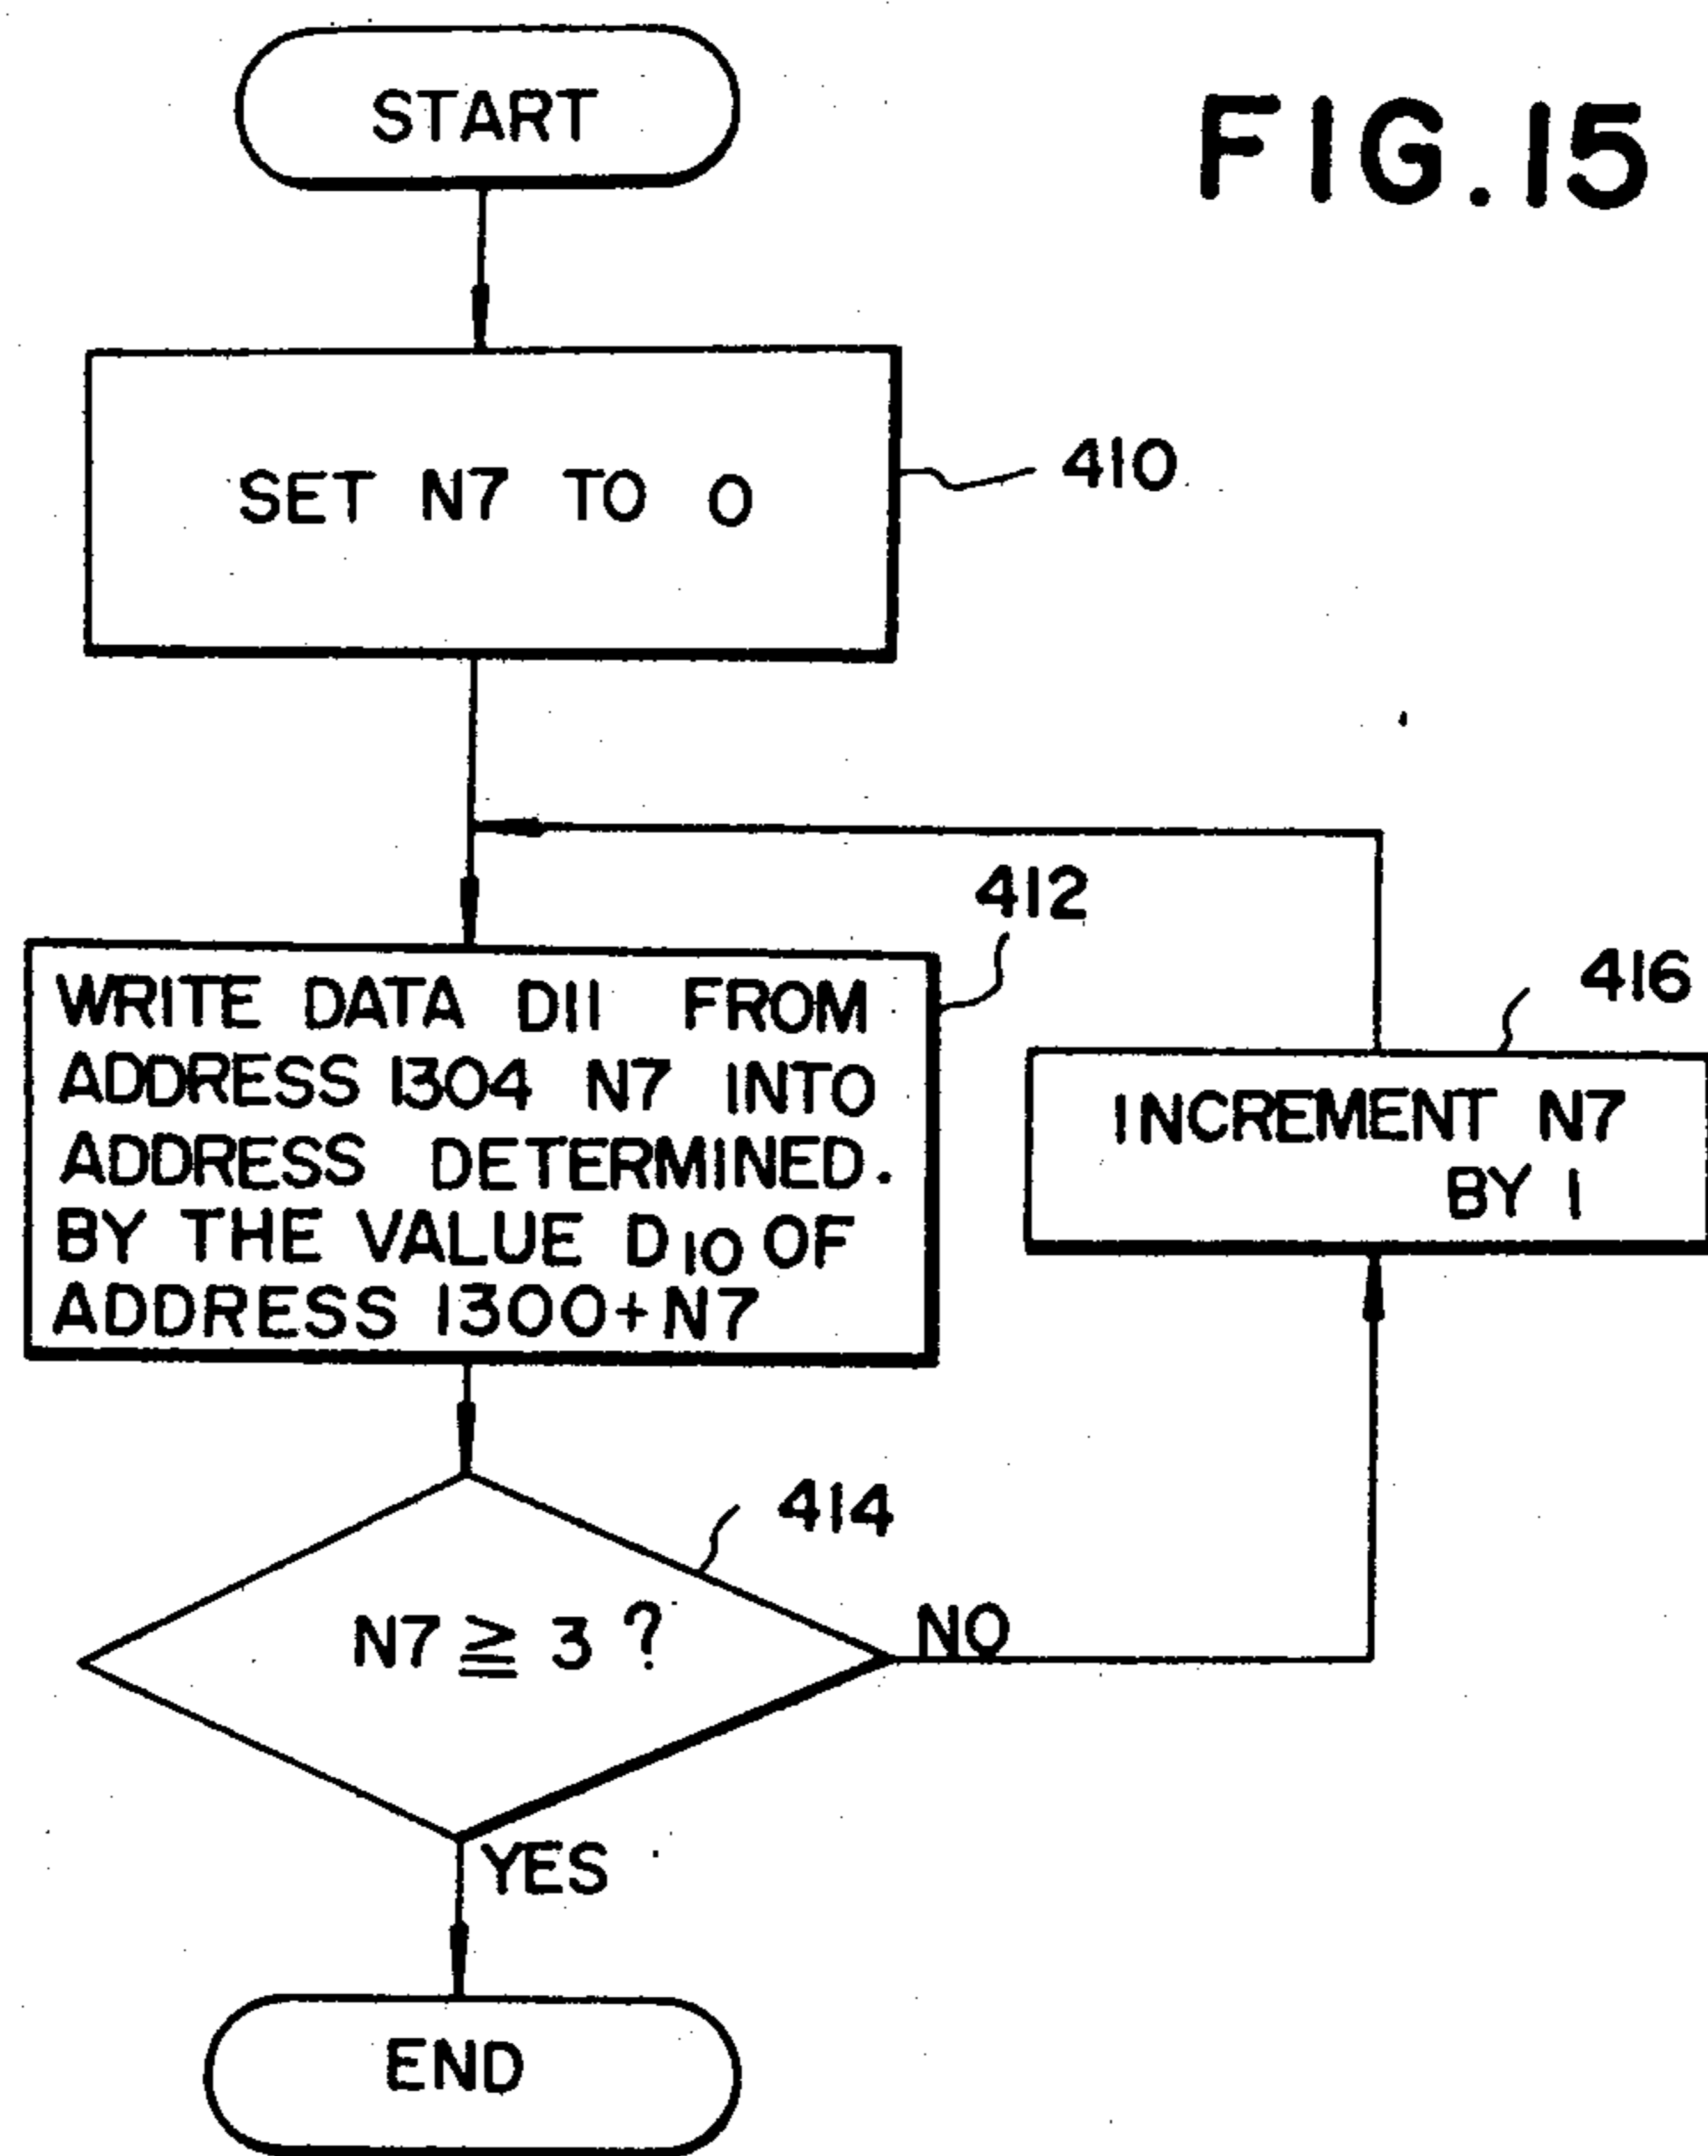 START
FIG.15
SET N7 TO 0
410
412
WRITE DATA D11 FROM
ADDRESS 1304 N7 INTO
ADDRESS DETERMINED.
BY THE VALUE D10 OF
ADDRESS 1300+N7
416
INCREMENT N7
BY 1
414
N7 ≧ 3 ?
NO
YES
END